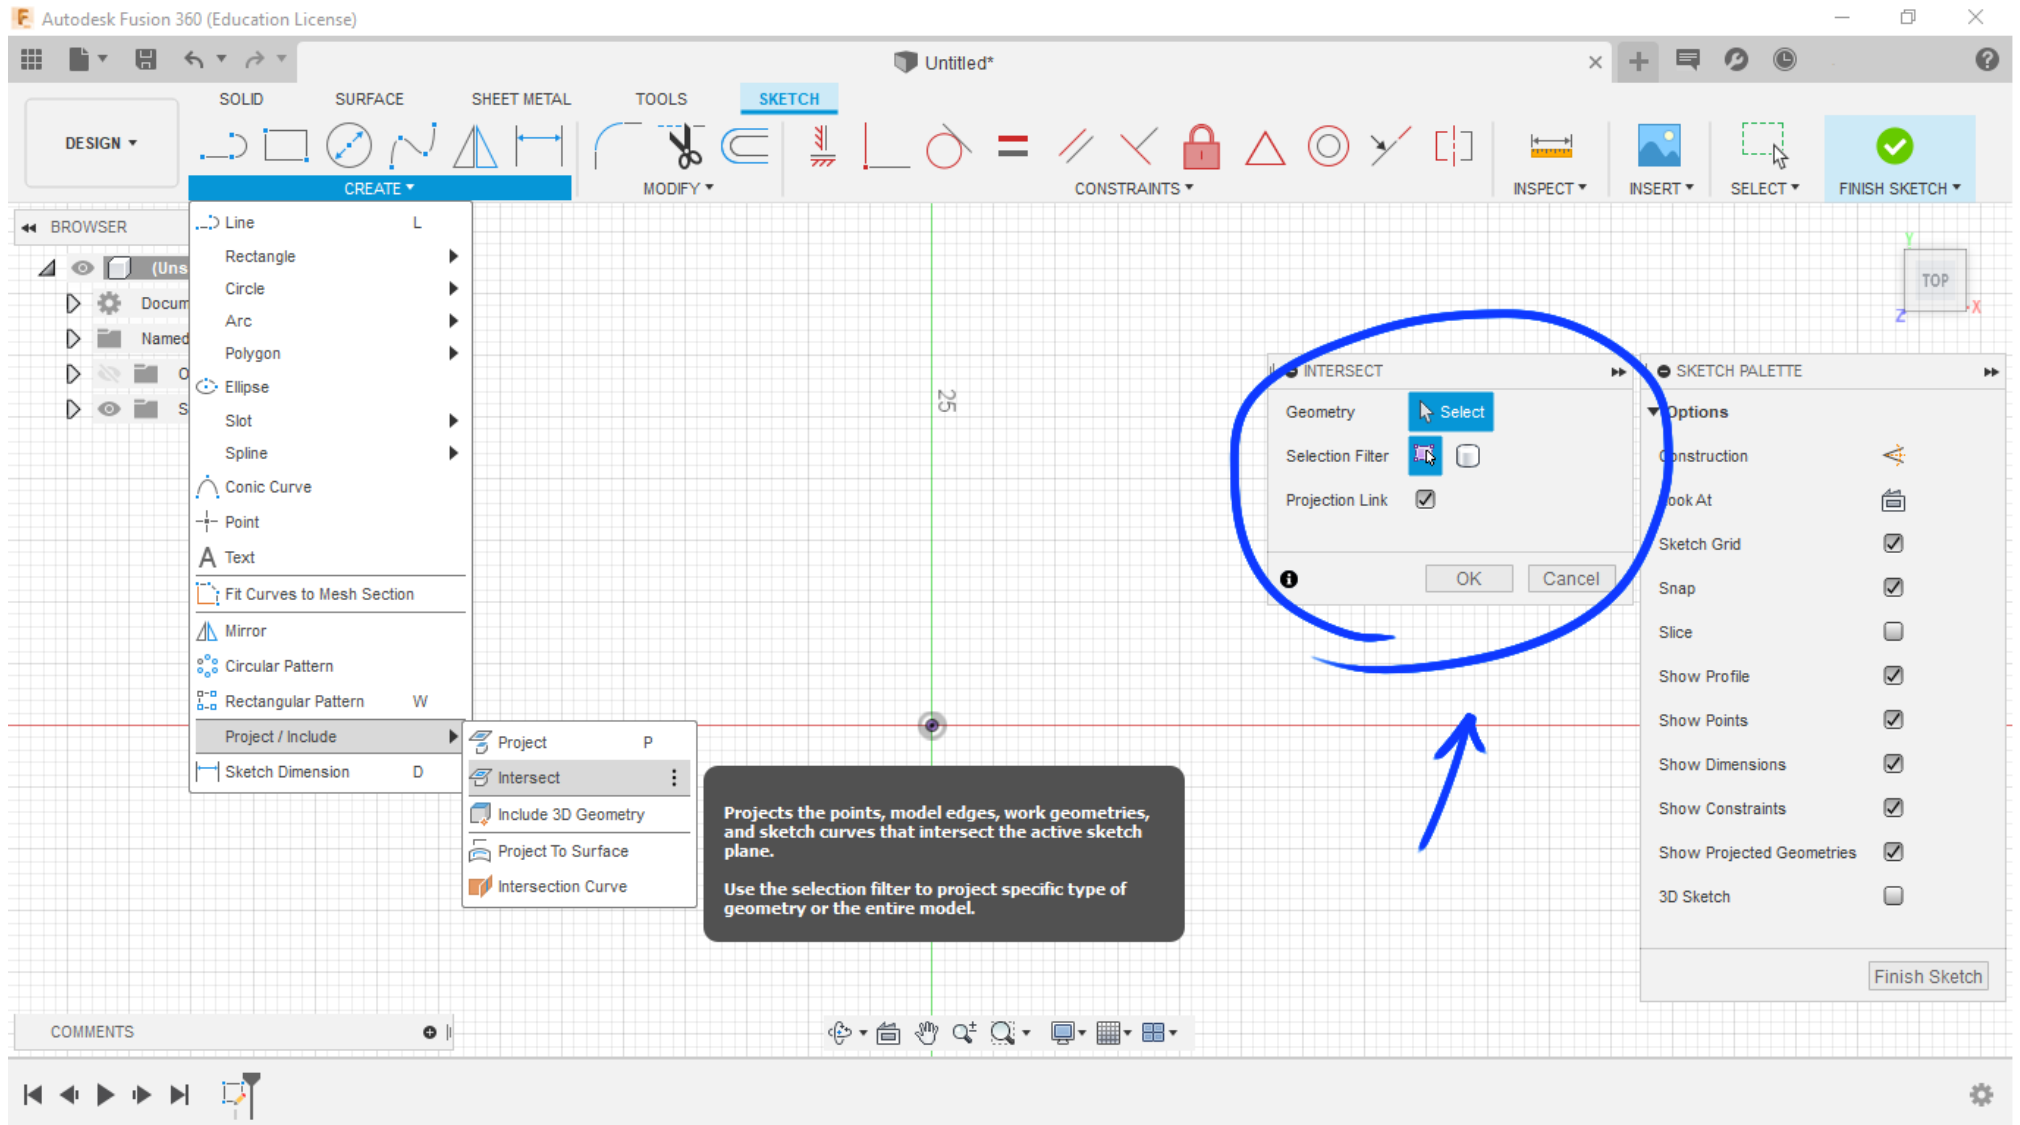 Autodesk Fusion 360 (Education License)
Untitled*
SOLID SURFACE SHEET METAL TOOLS SKETCH
DESIGN
CREATE MODIFY CONSTRAINTS INSPECT INSERT SELECT FINISH SKETCH
BROWSER
(Uns
Docum
Named
O
S
Line L
Rectangle
Circle
Arc
Polygon
Ellipse
Slot
Spline
Conic Curve
Point
Text
Fit Curves to Mesh Section
Mirror
Circular Pattern
Rectangular Pattern W
Project / Include
Sketch Dimension D
Project P
Intersect
Include 3D Geometry
Project To Surface
Intersection Curve
Projects the points, model edges, work geometries,
and sketch curves that intersect the active sketch
plane.
Use the selection filter to project specific type of
geometry or the entire model.
25
Y
TOP
Z
X
INTERSECT
Geometry Select
Selection Filter
Projection Link
OK Cancel
SKETCH PALETTE
Options
Construction
ook At
Sketch Grid
Snap
Slice
Show Profile
Show Points
Show Dimensions
Show Constraints
Show Projected Geometries
3D Sketch
Finish Sketch
COMMENTS